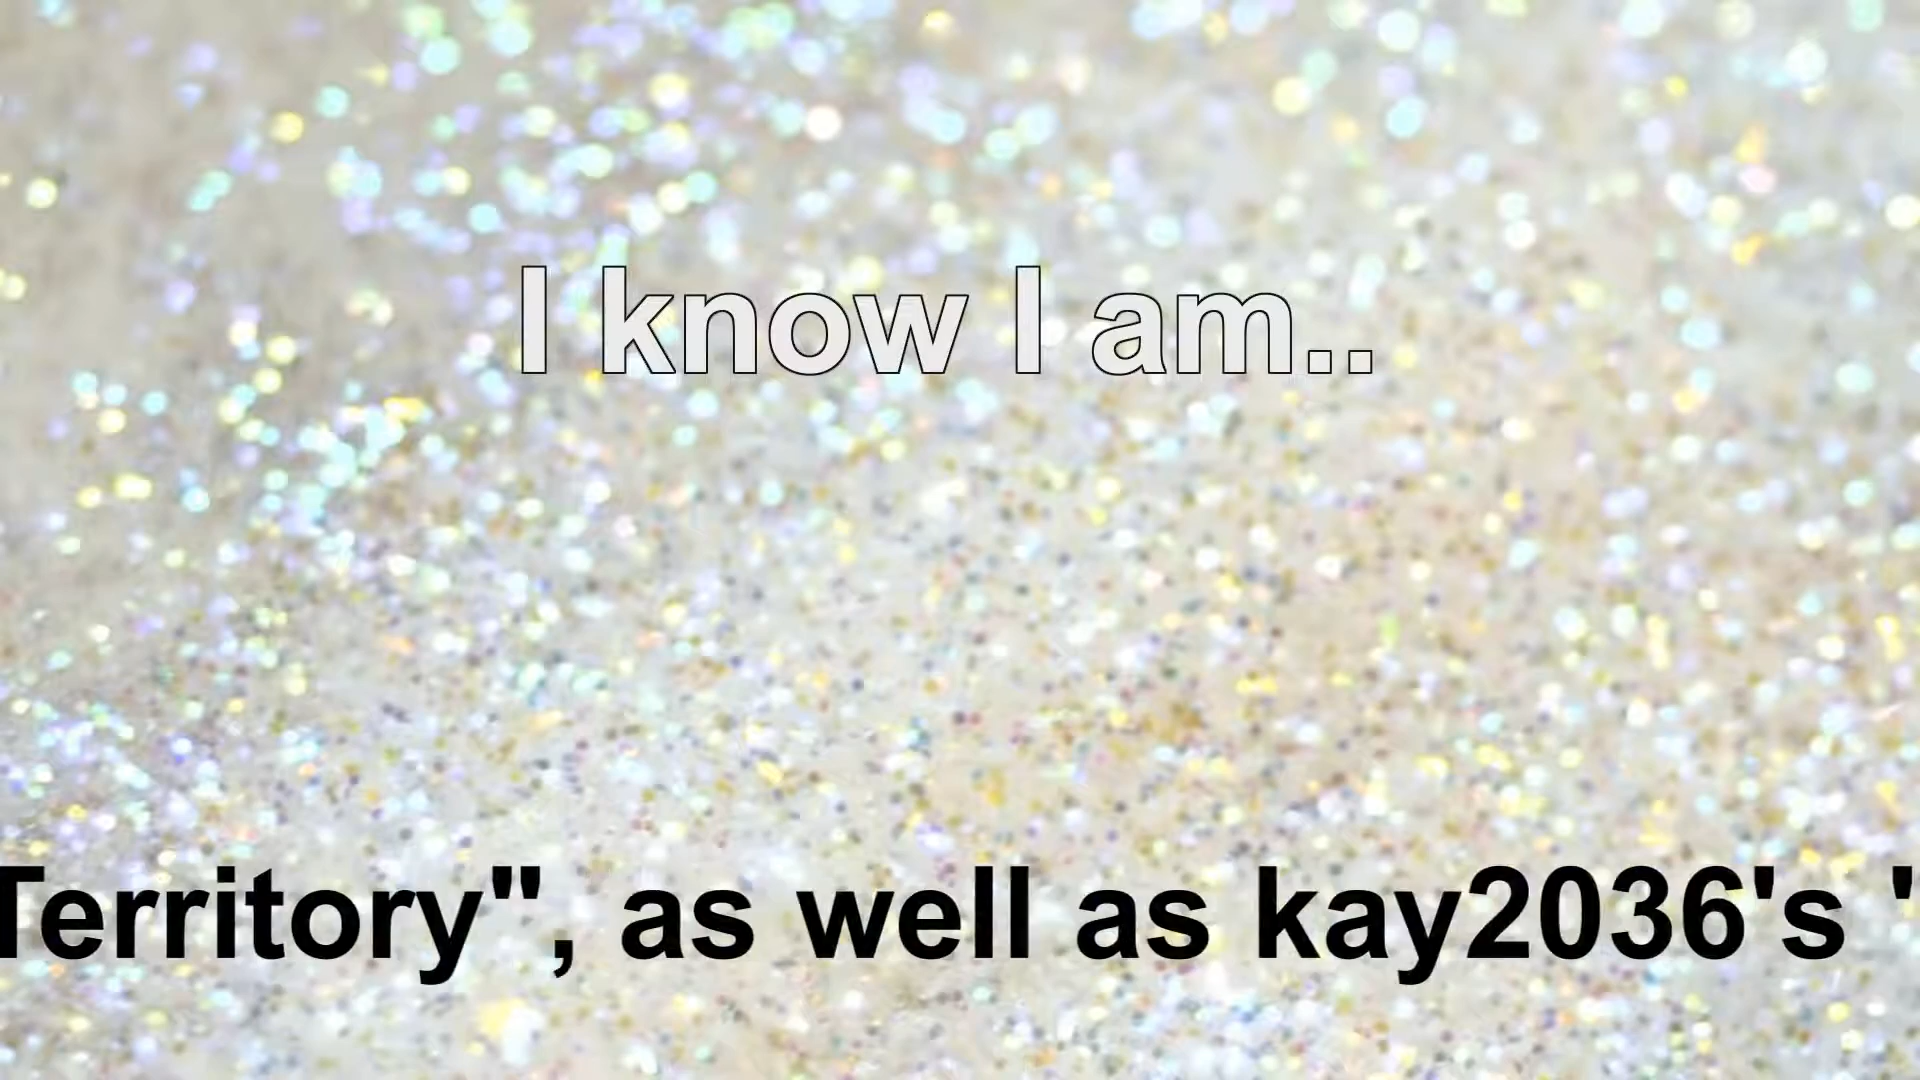 I know I am..
Territory", as well as kay2036's '